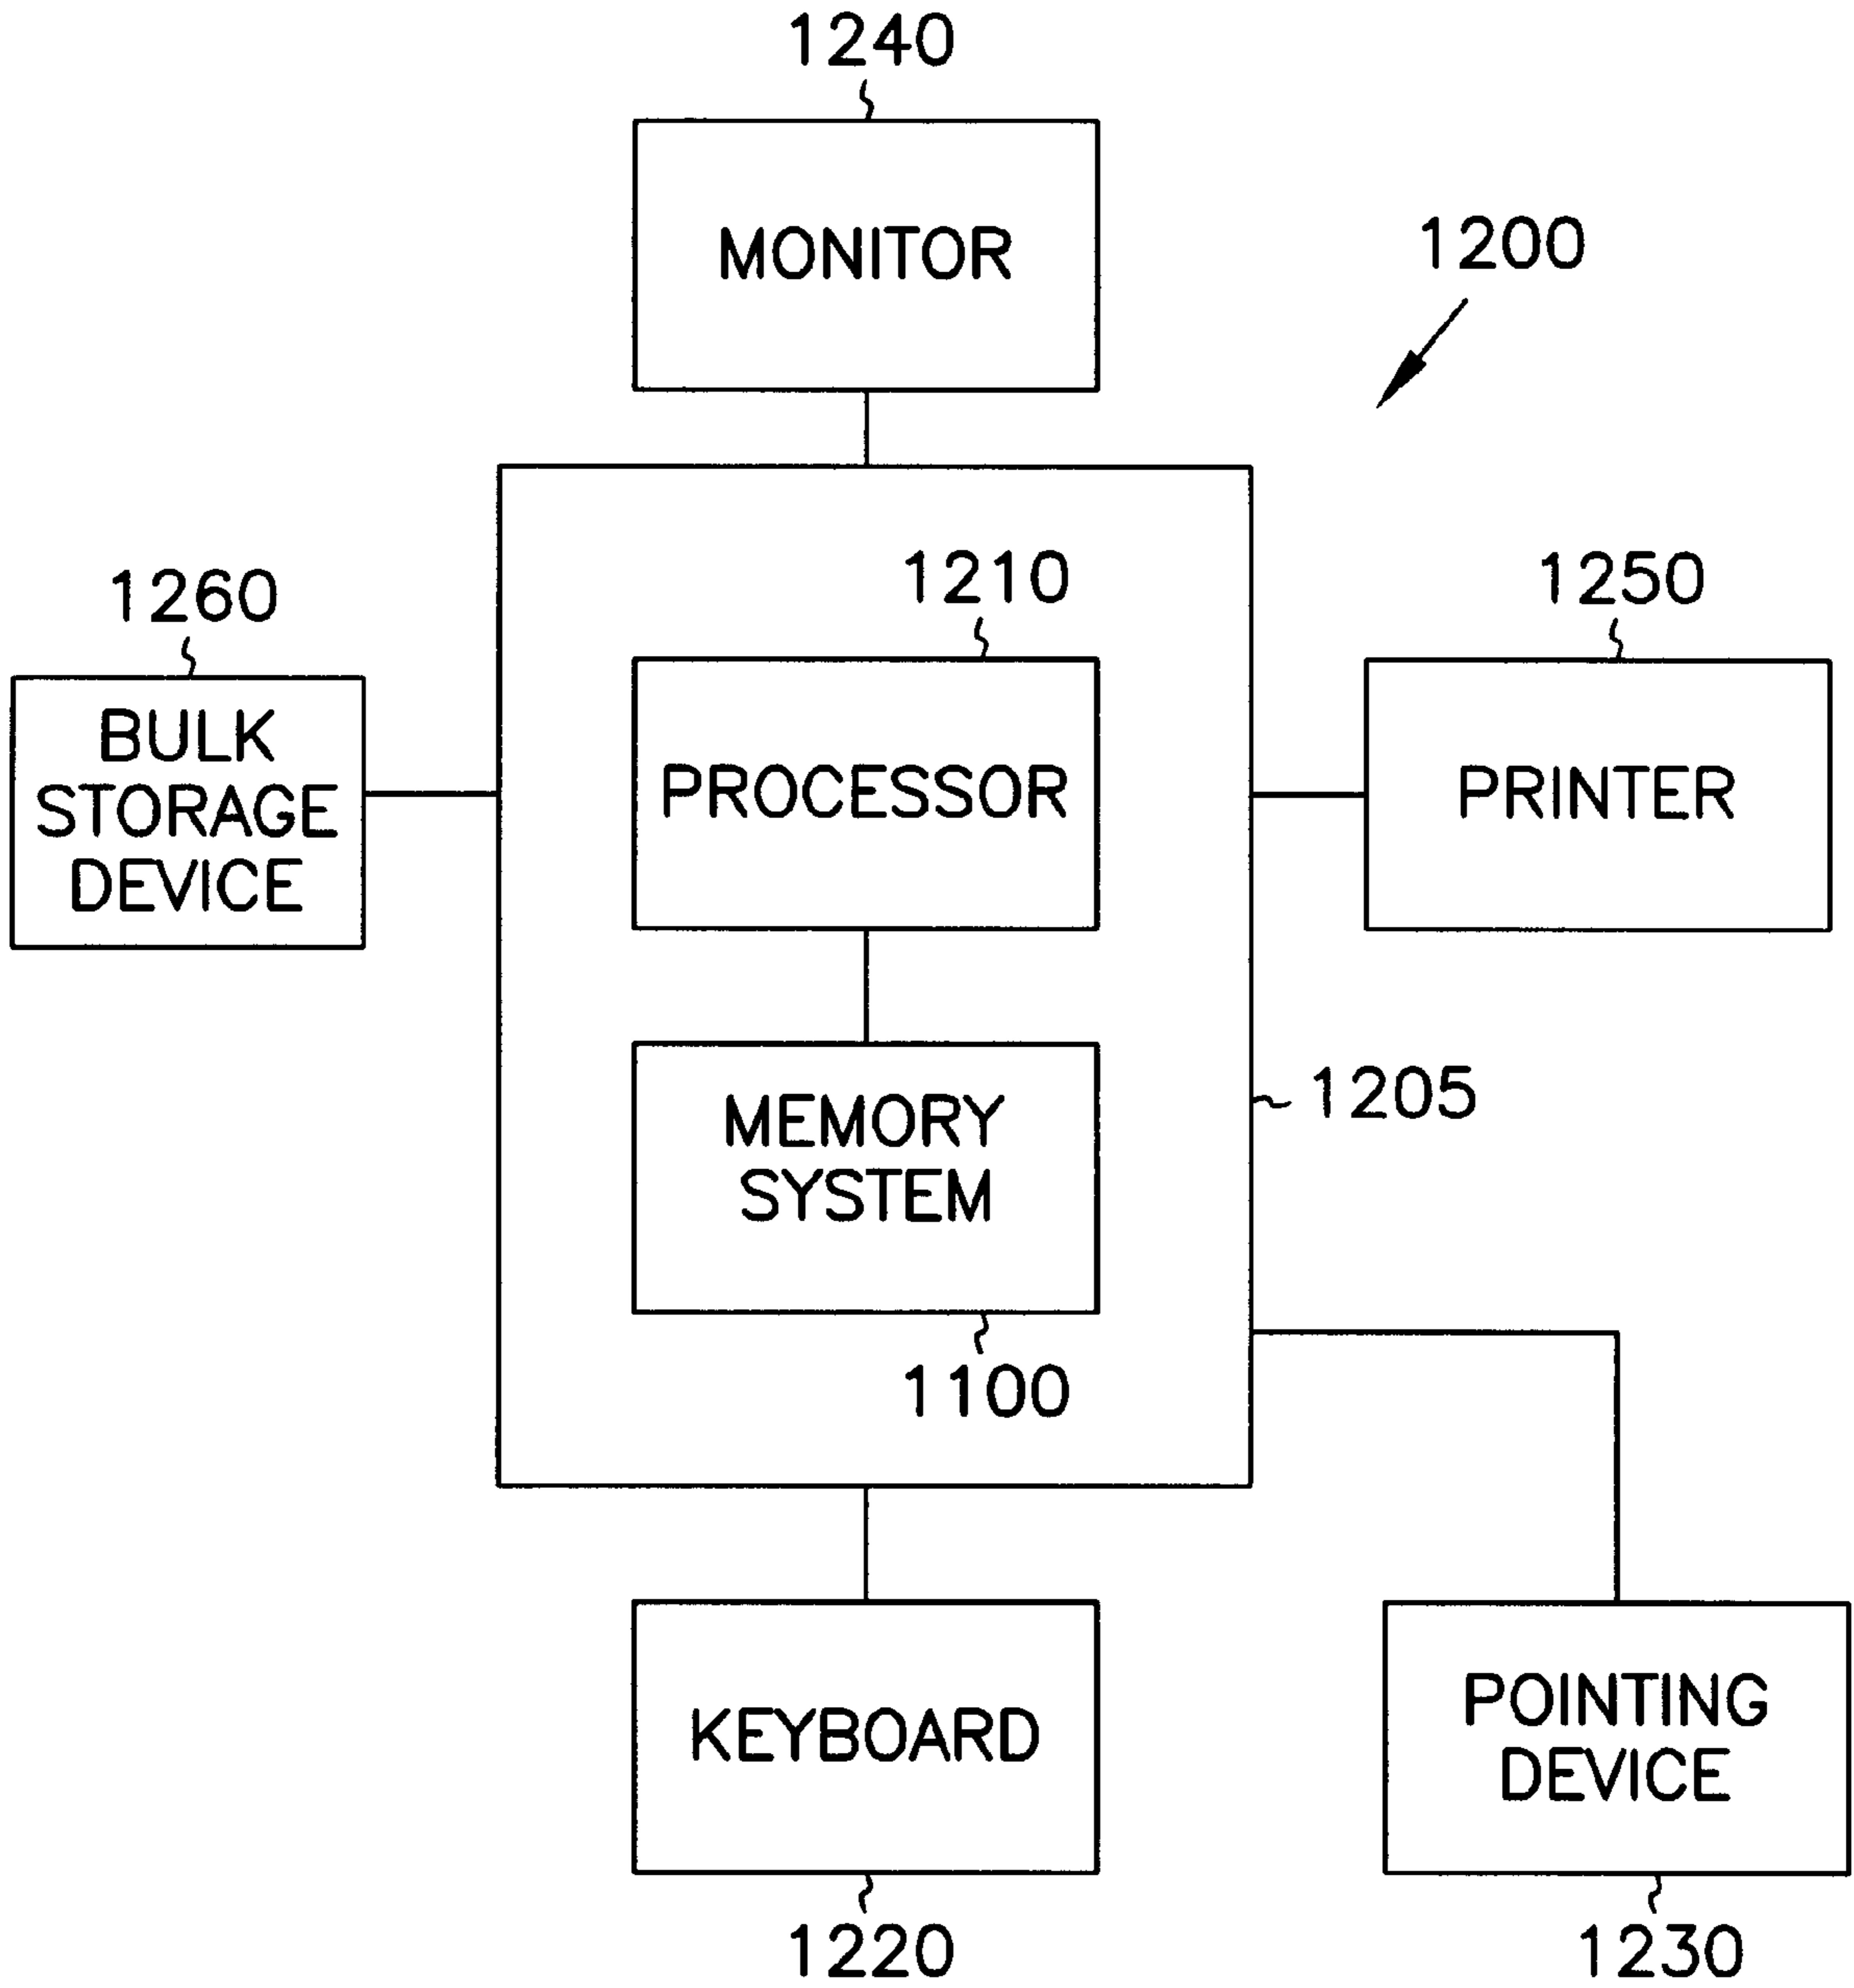 1240
MONITOR
1200
1210
1260
1250
BULK
STORAGE
DEVICE
PROCESSOR
PRINTER
MEMORY
SYSTEM
1205
1100
KEYBOARD
POINTING
DEVICE
1220
1230